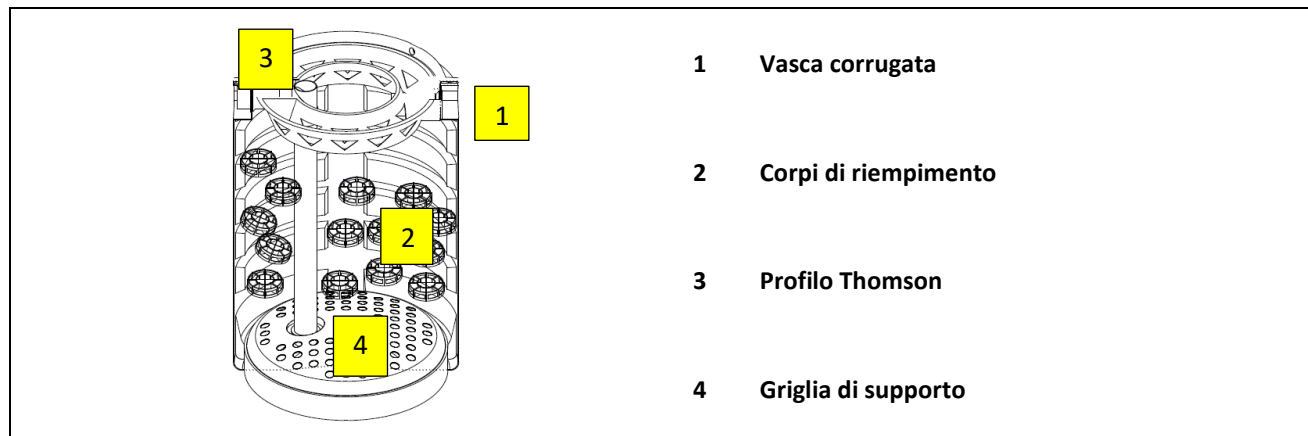 3
1
2
4
1 Vasca corrugata
2 Corpi di riempimento
3 Profilo Thomson
4 Griglia di supporto